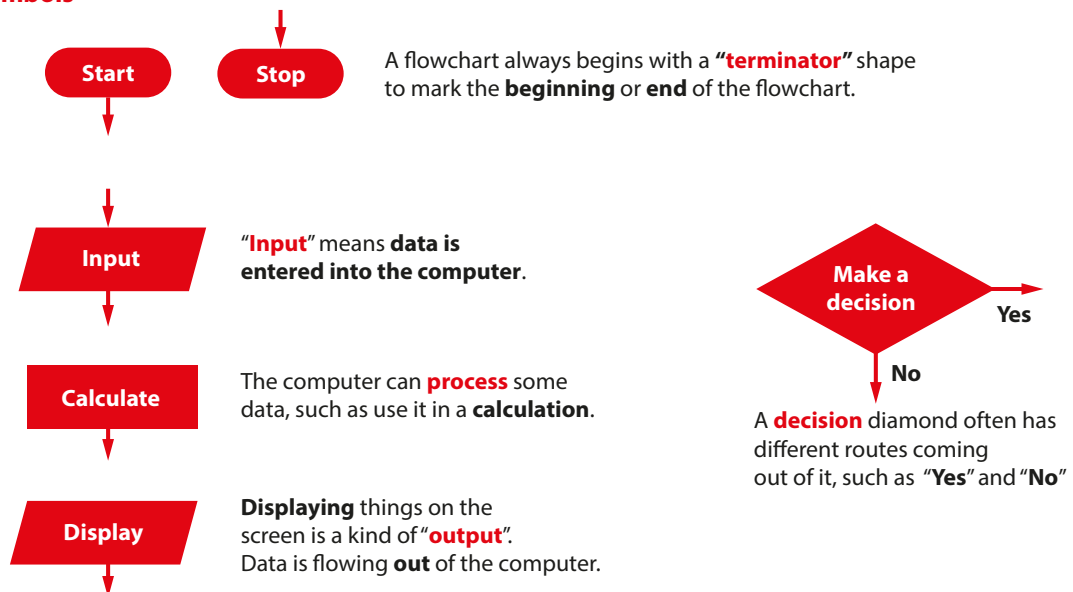 Start
Stop
A flowchart always begins with a “terminator” shape
to mark the beginning or end of the flowchart.
Input
“Input” means data is
entered into the computer.
Make a
decision
Yes
No
Calculate
The computer can process some
data, such as use it in a calculation.
A decision diamond often has
different routes coming
out of it, such as “Yes” and “No”
Display
Displaying things on the
screen is a kind of “output”.
Data is flowing out of the computer.